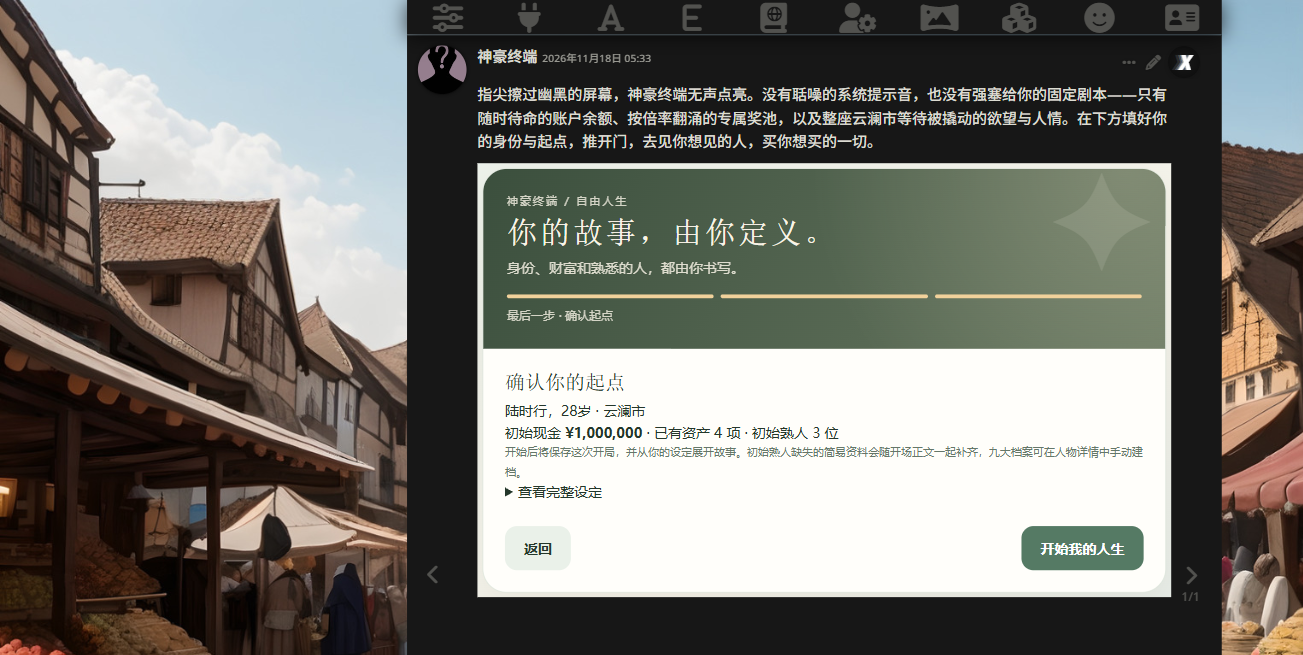 神豪终端 2026年11月18日 05:33
指尖擦过幽黑的屏幕，神豪终端无声点亮。没有聒噪的系统提示音，也没有强塞给你的固定剧本——只有
随时待命的账户余额、按倍率翻涌的专属奖池，以及整座云澜市等待被撬动的欲望与人情。在下方填好你
的身份与起点，推开门，去见你想见的人，买你想买的一切。
神豪终端 / 自由人生
你的故事，由你定义。
身份、财富和熟悉的人，都由你书写。
最后一步 · 确认起点
确认你的起点
陆时行，28岁 · 云澜市
初始现金 ¥1,000,000 · 已有资产 4 项 · 初始熟人 3 位
开始后将保存这次开局，并从你的设定展开故事。初始熟人缺失的简易资料会随开场正文一起补齐，九大档案可在人物详情中手动建
档。
▶ 查看完整设定
返回
开始我的人生
1/1